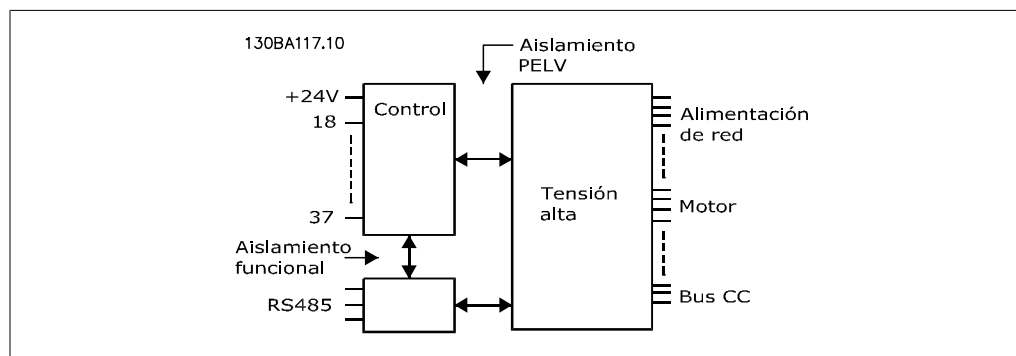 130BA117.10
Aislamiento
PELV
+24V
Control
18
37
Alimentación
de red
Tensión
alta
Motor
Aislamiento
funcional
RS485
Bus CC